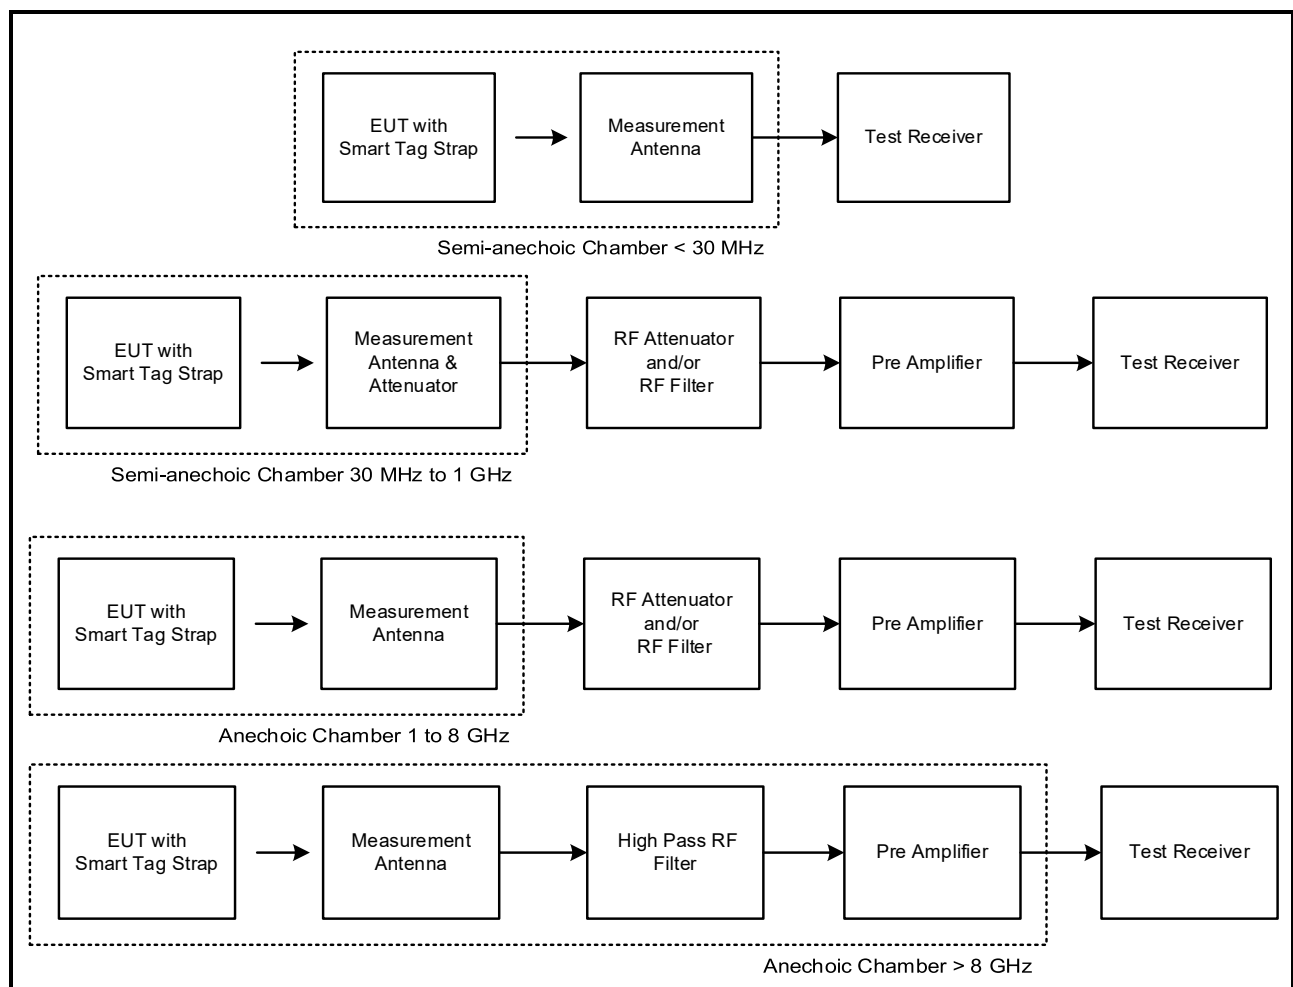 EUT with
Smart Tag Strap
Measurement
Antenna
Test Receiver
Semi-anechoic Chamber < 30 MHz
EUT with
Smart Tag Strap
Measurement
Antenna &
Attenuator
RF Attenuator
and/or
RF Filter
Pre Amplifier
Test Receiver
Semi-anechoic Chamber 30 MHz to 1 GHz
EUT with
Smart Tag Strap
Measurement
Antenna
RF Attenuator
and/or
RF Filter
Pre Amplifier
Test Receiver
Anechoic Chamber 1 to 8 GHz
EUT with
Smart Tag Strap
Measurement
Antenna
High Pass RF
Filter
Pre Amplifier
Test Receiver
Anechoic Chamber > 8 GHz